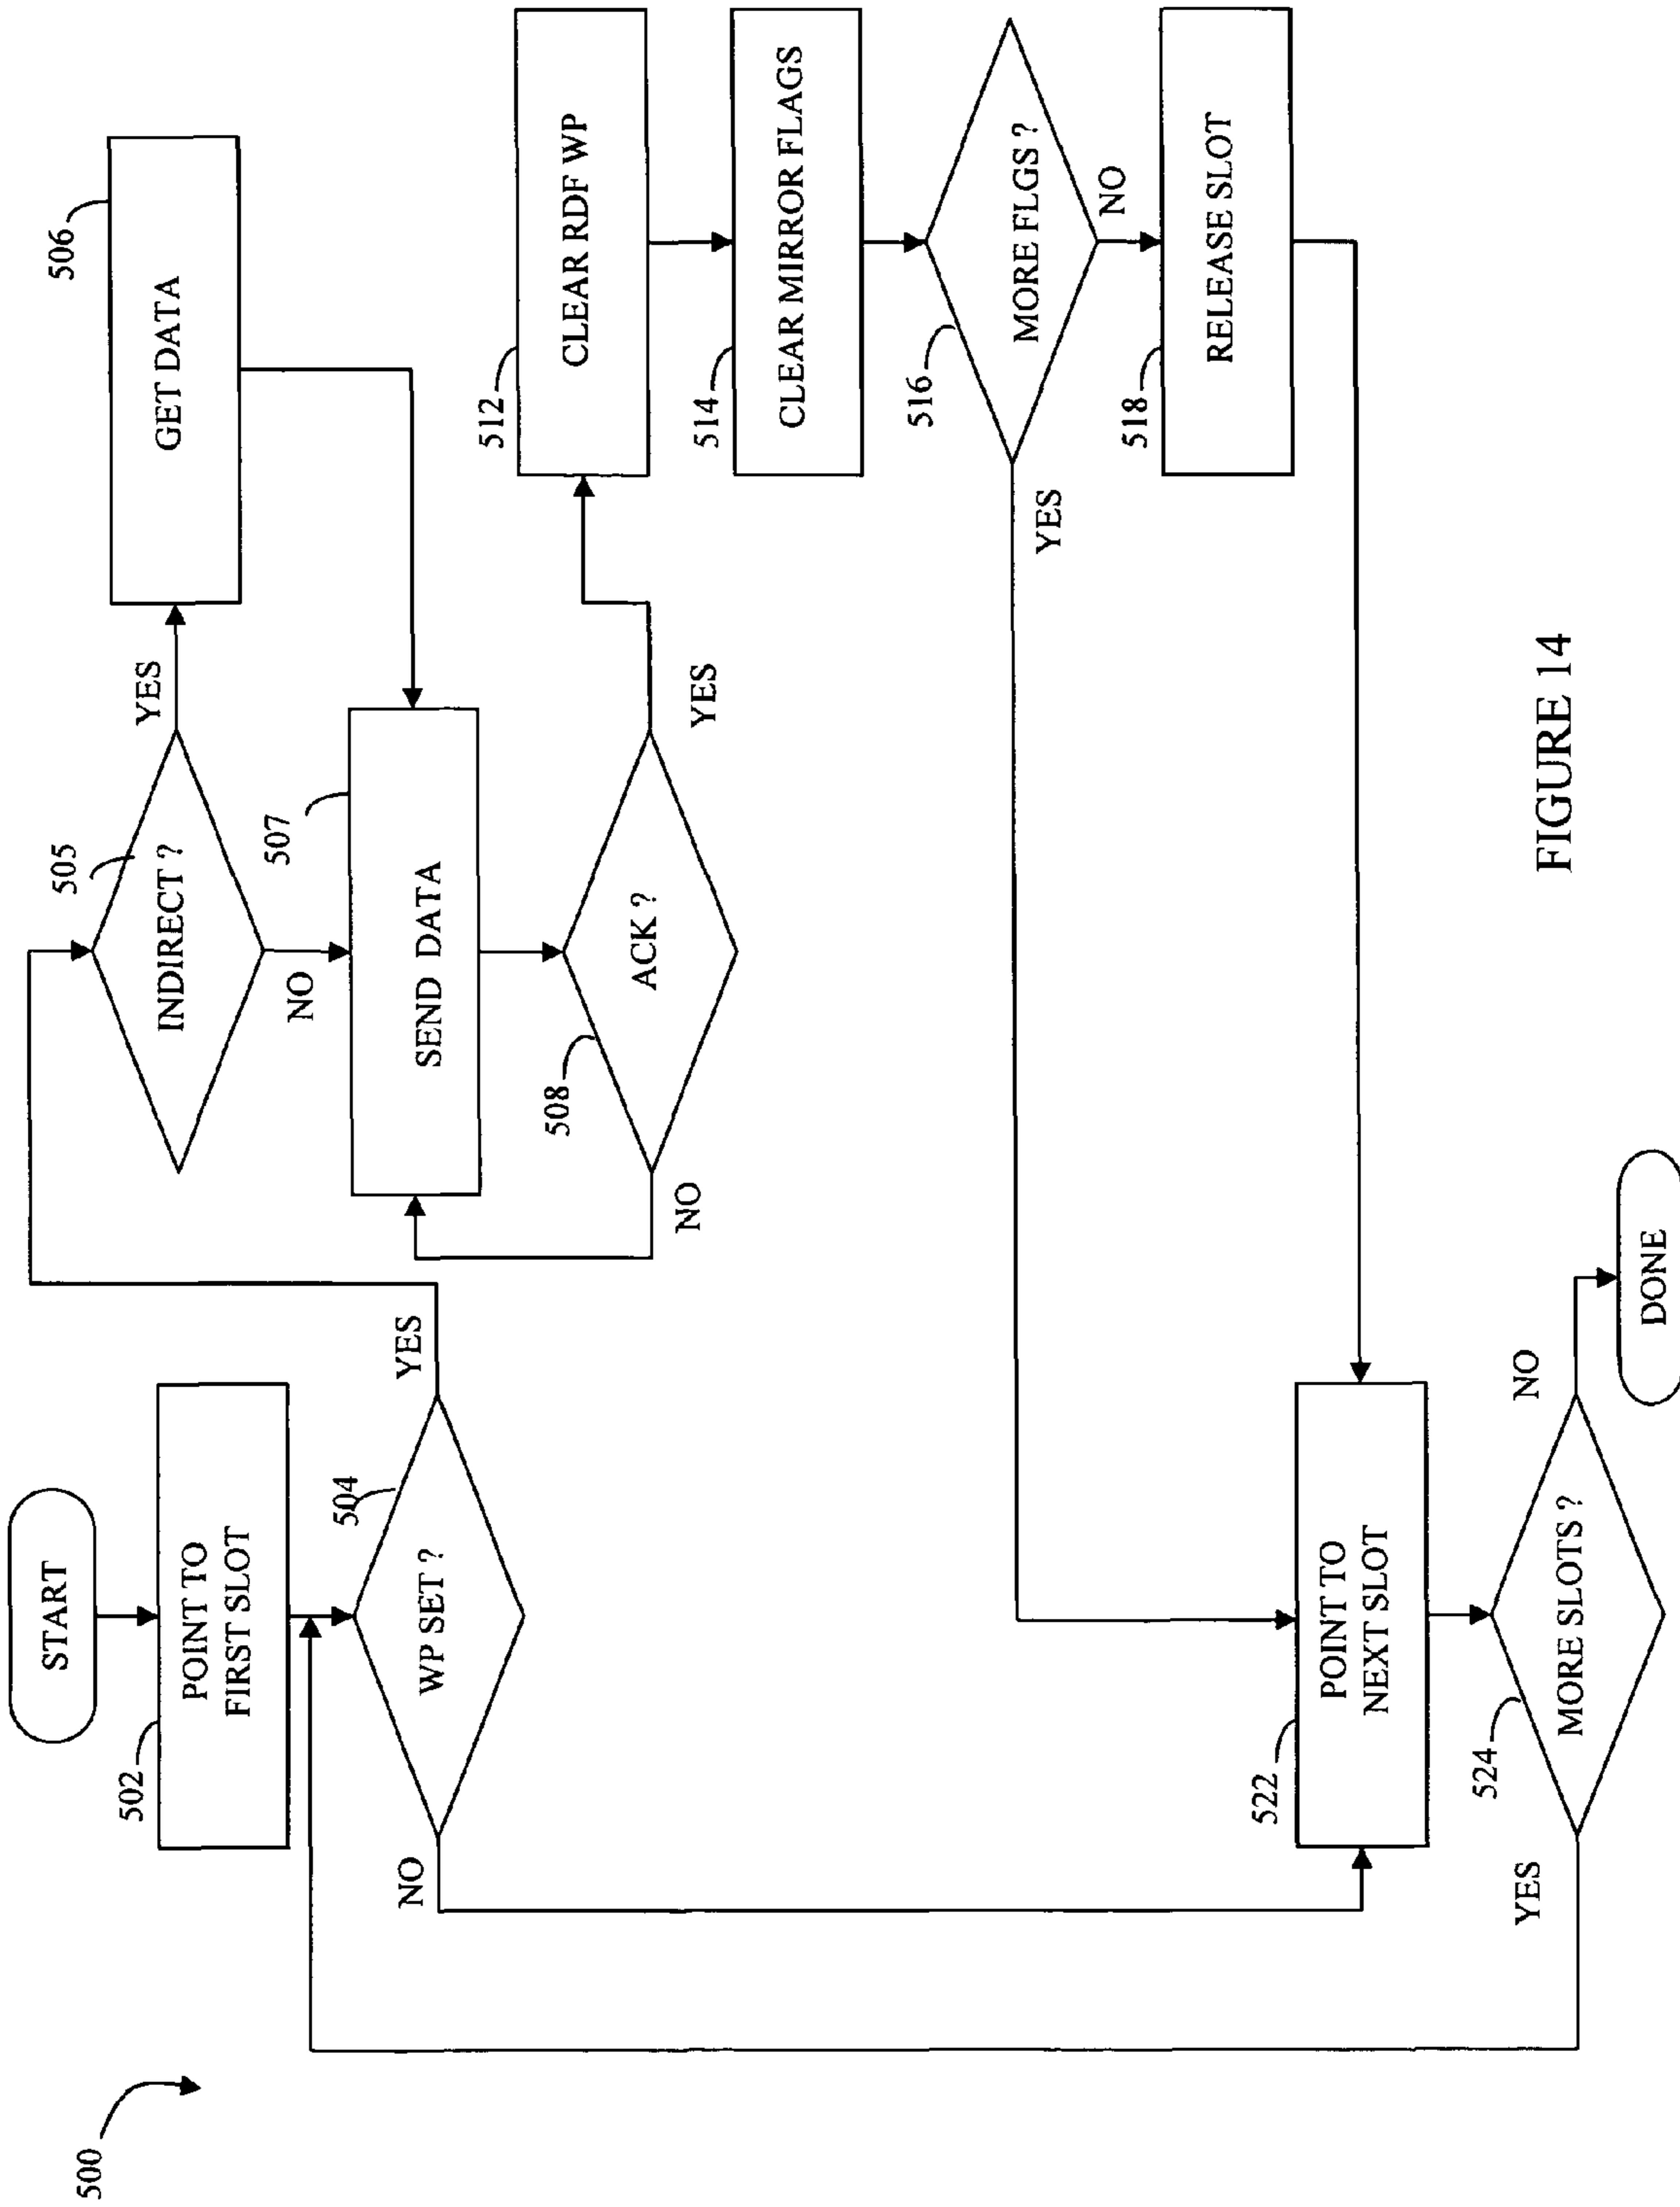 500
START
502
POINT TO
FIRST SLOT
504
WP SET ?
YES
NO
505
INDIRECT ?
YES
NO
506
GET DATA
507
SEND DATA
508
ACK ?
YES
NO
512
CLEAR RDF WP
514
CLEAR MIRROR FLAGS
516
MORE FLGS ?
YES
NO
518
RELEASE SLOT
522
POINT TO
NEXT SLOT
524
MORE SLOTS ?
YES
NO
DONE
FIGURE 14